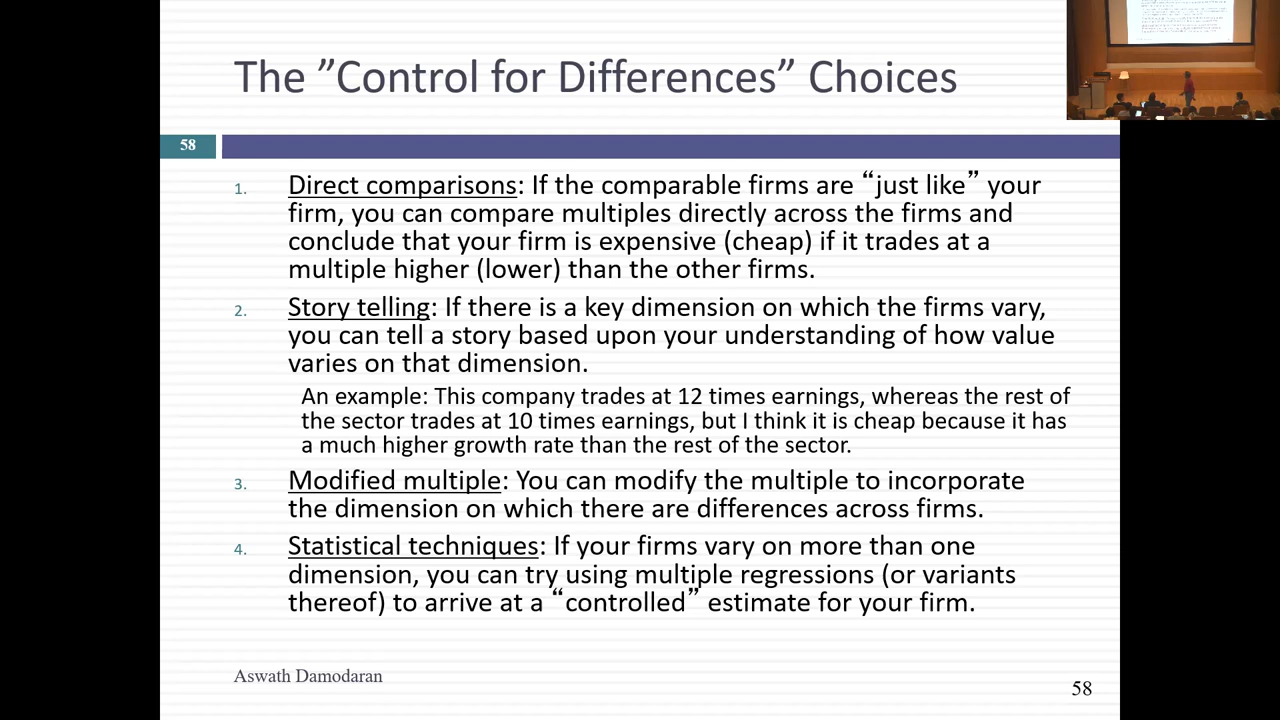 The ”Control for Differences” Choices
58
1. Direct comparisons: If the comparable firms are “just like” your
firm, you can compare multiples directly across the firms and
conclude that your firm is expensive (cheap) if it trades at a
multiple higher (lower) than the other firms.
2. Story telling: If there is a key dimension on which the firms vary,
you can tell a story based upon your understanding of how value
varies on that dimension.
An example: This company trades at 12 times earnings, whereas the rest of
the sector trades at 10 times earnings, but I think it is cheap because it has
a much higher growth rate than the rest of the sector.
3. Modified multiple: You can modify the multiple to incorporate
the dimension on which there are differences across firms.
4. Statistical techniques: If your firms vary on more than one
dimension, you can try using multiple regressions (or variants
thereof) to arrive at a “controlled” estimate for your firm.
Aswath Damodaran
58